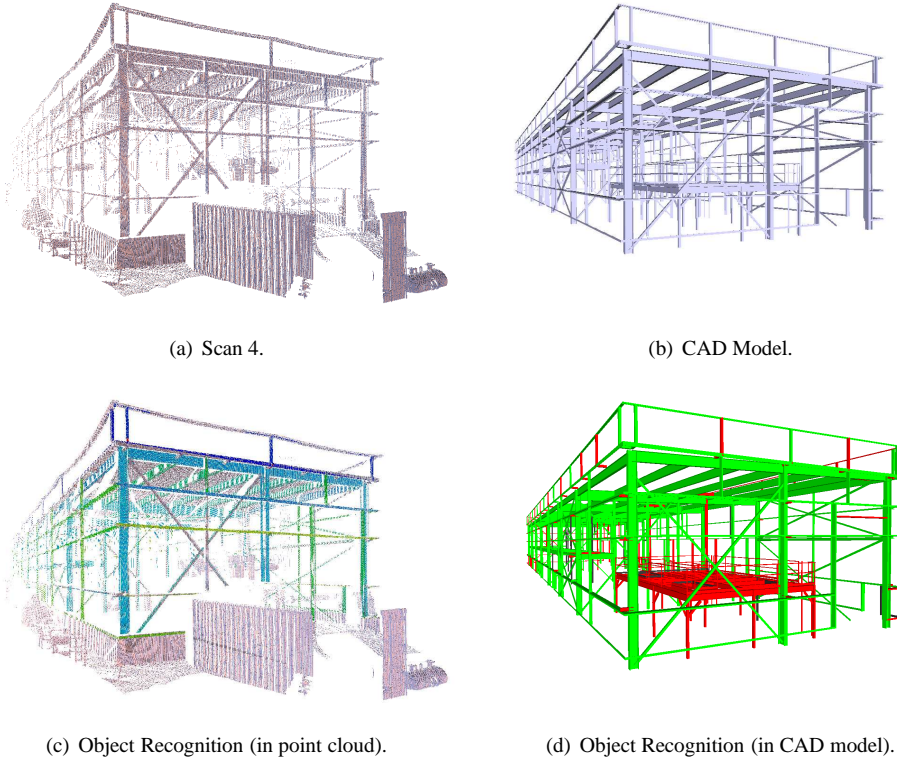 (a) Scan 4.
(b) CAD Model.
(c) Object Recognition (in point cloud).
(d) Object Recognition (in CAD model).